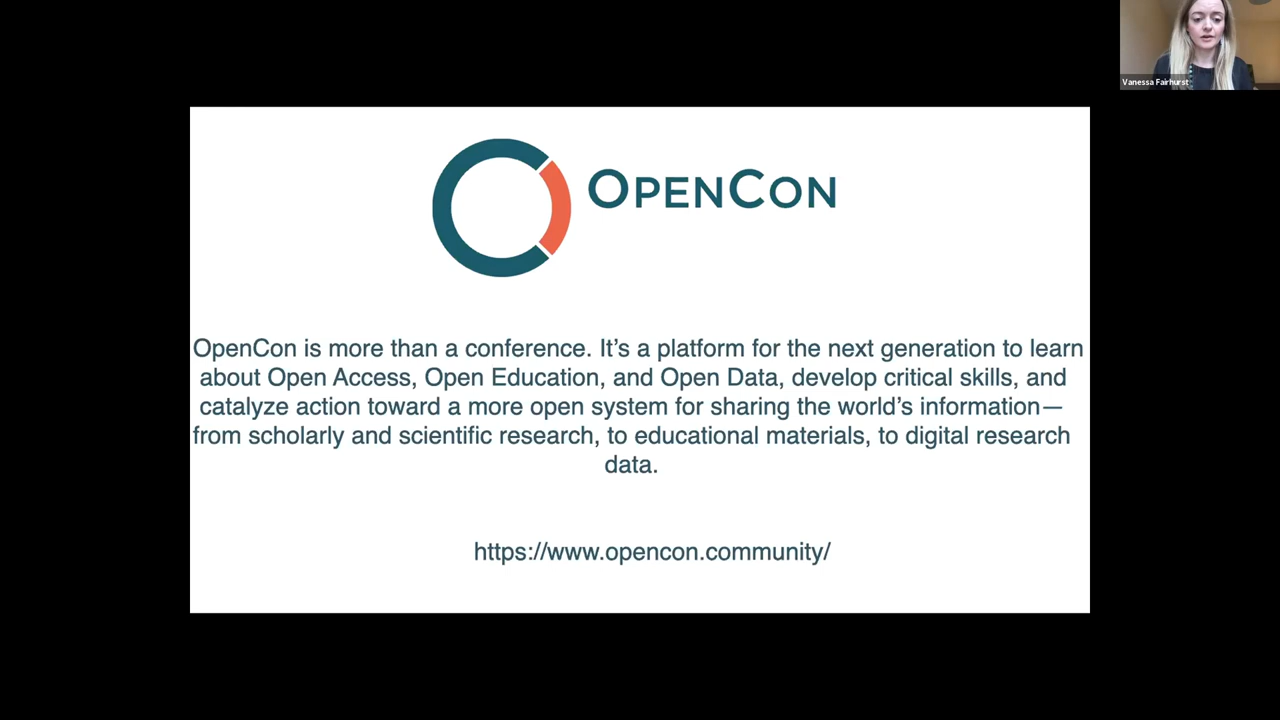 Vanessa Fairhurst
OPENCON
OpenCon is more than a conference. It’s a platform for the next generation to learn
about Open Access, Open Education, and Open Data, develop critical skills, and
catalyze action toward a more open system for sharing the world’s information—
from scholarly and scientific research, to educational materials, to digital research
data.
https://www.opencon.community/